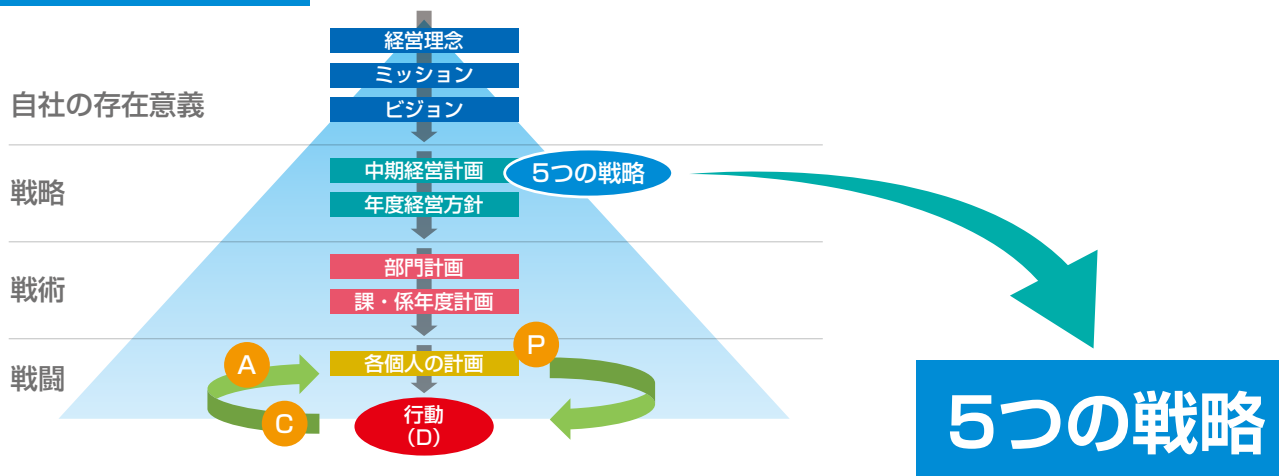 自社の存在意義
経営理念
ミッション
ビジョン
戦略
中期経営計画
5つの戦略
年度経営方針
戦術
部門計画
課・係年度計画
戦闘
A
各個人の計画
P
C
行動
(D)
5つの戦略